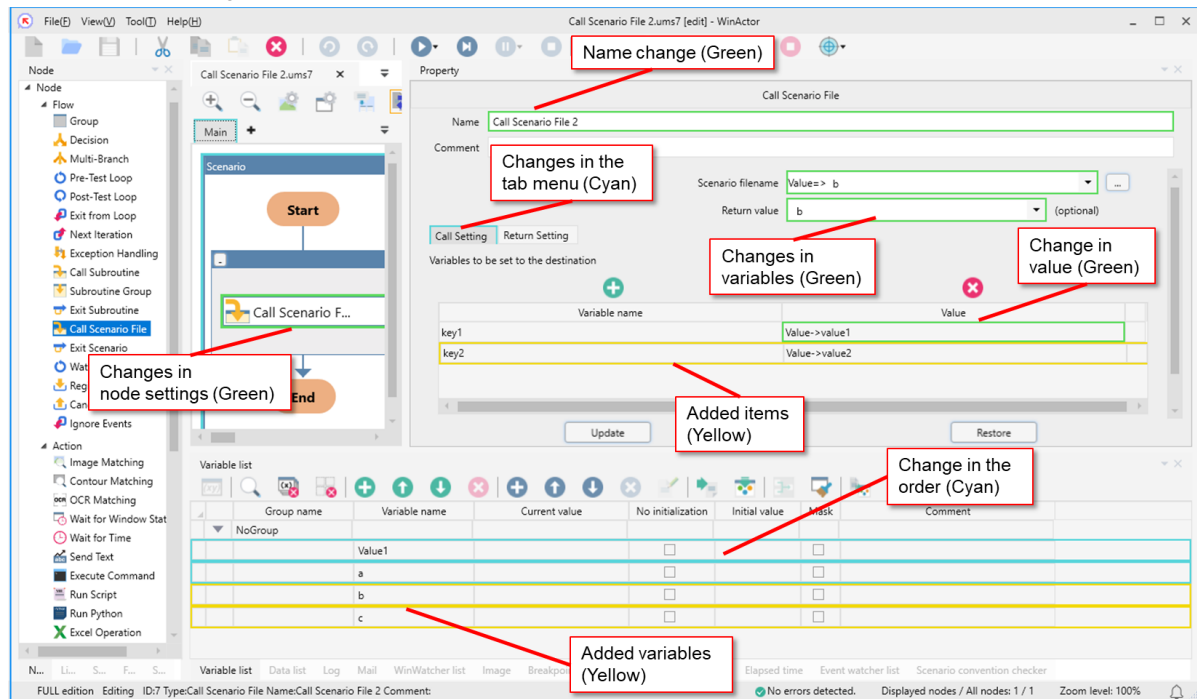 File(F) View(V) Tool(T) Help(H)
Call Scenario File 2.ums7 [edit] - WinActor
Name change (Green)
Node
Call Scenario File 2.ums7
Property
Node
Flow
Group
Decision
Multi-Branch
Pre-Test Loop
Post-Test Loop
Exit from Loop
Next Iteration
Exception Handling
Call Subroutine
Subroutine Group
Exit Subroutine
Call Scenario File
Exit Scenario
Ignore Events
Action
Image Matching
Contour Matching
OCR Matching
Wait for Window Stat
Wait for Time
Send Text
Execute Command
Run Script
Run Python
Excel Operation
Main
Scenario
Start
Call Scenario F...
End
Changes in
node settings (Green)
Call Scenario File
Name Call Scenario File 2
Comment
Changes in the
tab menu (Cyan)
Scenario filename Value=> b ...
Return value b (optional)
Call Setting Return Setting
Variables to be set to the destination
Changes in
variables (Green)
Change in
value (Green)
Variable name Value
key1 Value->value1
key2 Value->value2
Added items
(Yellow)
Update Restore
Variable list
Change in the
order (Cyan)
Group name Variable name Current value No initialization Initial value Mask Comment
NoGroup
Value1
a
b
c
Added variables
(Yellow)
N... Li... S... F... S...
Variable list Data list Log Mail WinWatcher list Image Breakpoi Elapsed time Event watcher list Scenario convention checker
FULL edition Editing ID:7 Type:Call Scenario File Name:Call Scenario File 2 Comment: No errors detected. Displayed nodes / All nodes: 1 / 1 Zoom level: 100%